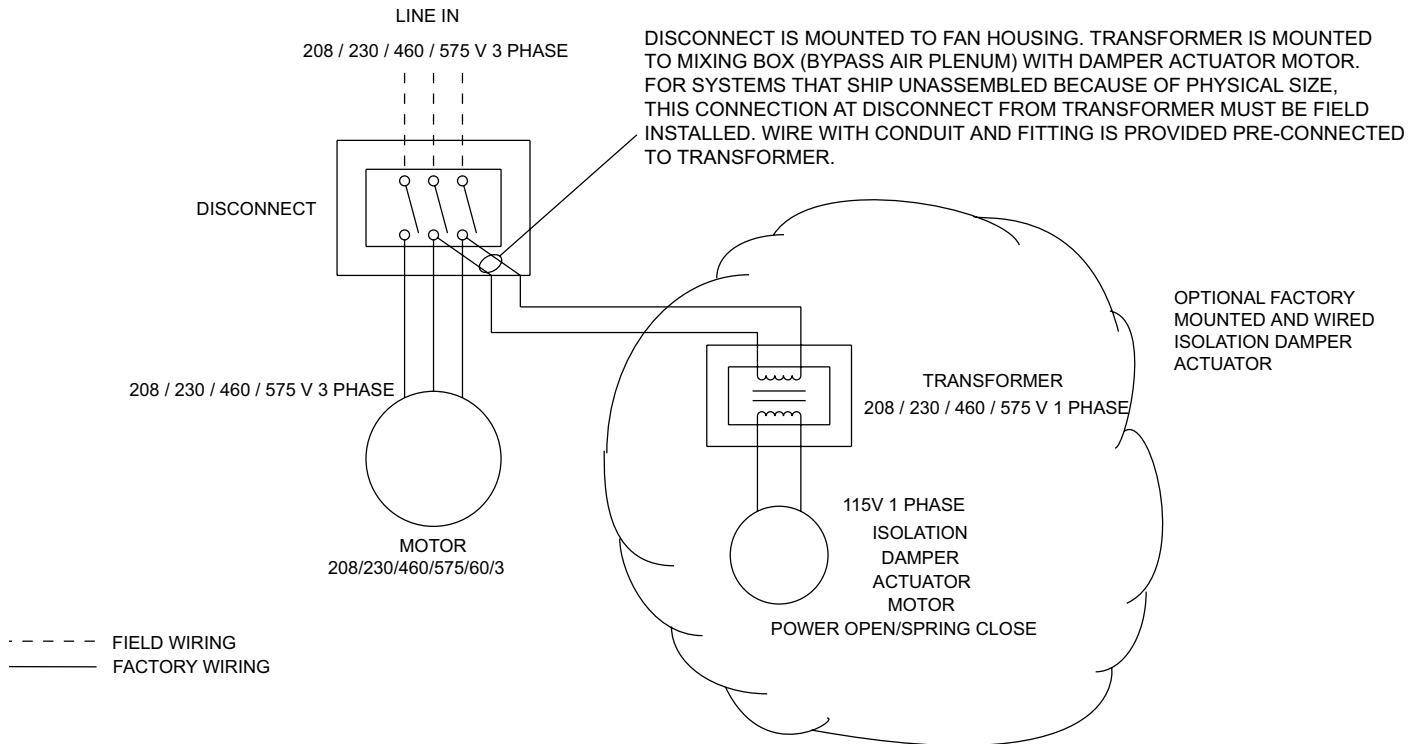 LINE IN
208 / 230 / 460 / 575 V 3 PHASE
DISCONNECT IS MOUNTED TO FAN HOUSING. TRANSFORMER IS MOUNTED
TO MIXING BOX (BYPASS AIR PLENUM) WITH DAMPER ACTUATOR MOTOR.
FOR SYSTEMS THAT SHIP UNASSEMBLED BECAUSE OF PHYSICAL SIZE,
THIS CONNECTION AT DISCONNECT FROM TRANSFORMER MUST BE FIELD
INSTALLED. WIRE WITH CONDUIT AND FITTING IS PROVIDED PRE-CONNECTED
TO TRANSFORMER.
DISCONNECT
OPTIONAL FACTORY
MOUNTED AND WIRED
ISOLATION DAMPER
ACTUATOR
208 / 230 / 460 / 575 V 3 PHASE
TRANSFORMER
208 / 230 / 460 / 575 V 1 PHASE
115V 1 PHASE
ISOLATION
DAMPER
ACTUATOR
MOTOR
POWER OPEN/SPRING CLOSE
MOTOR
208/230/460/575/60/3
FIELD WIRING
FACTORY WIRING